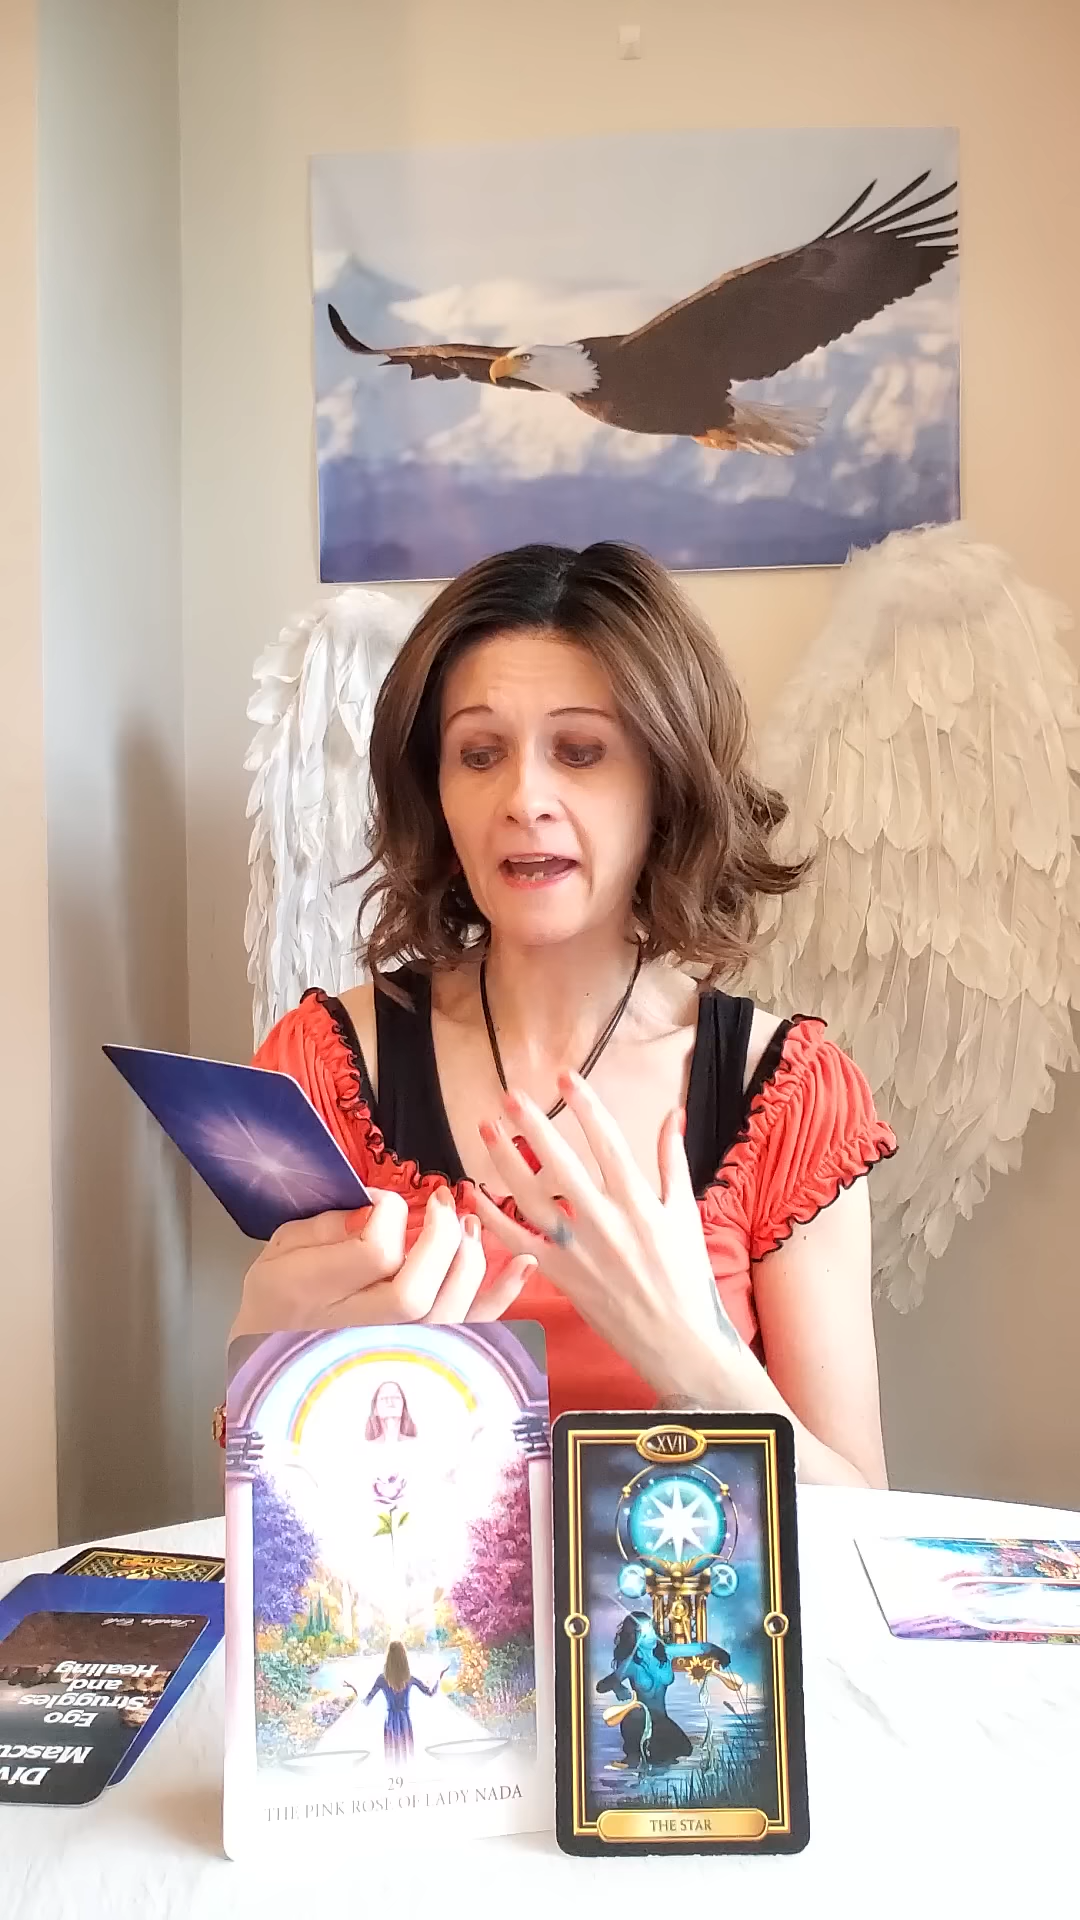 XVII
29
THE PINK ROSE OF LADY NADA
THE STAR
Ego
Struggles
and
Healing